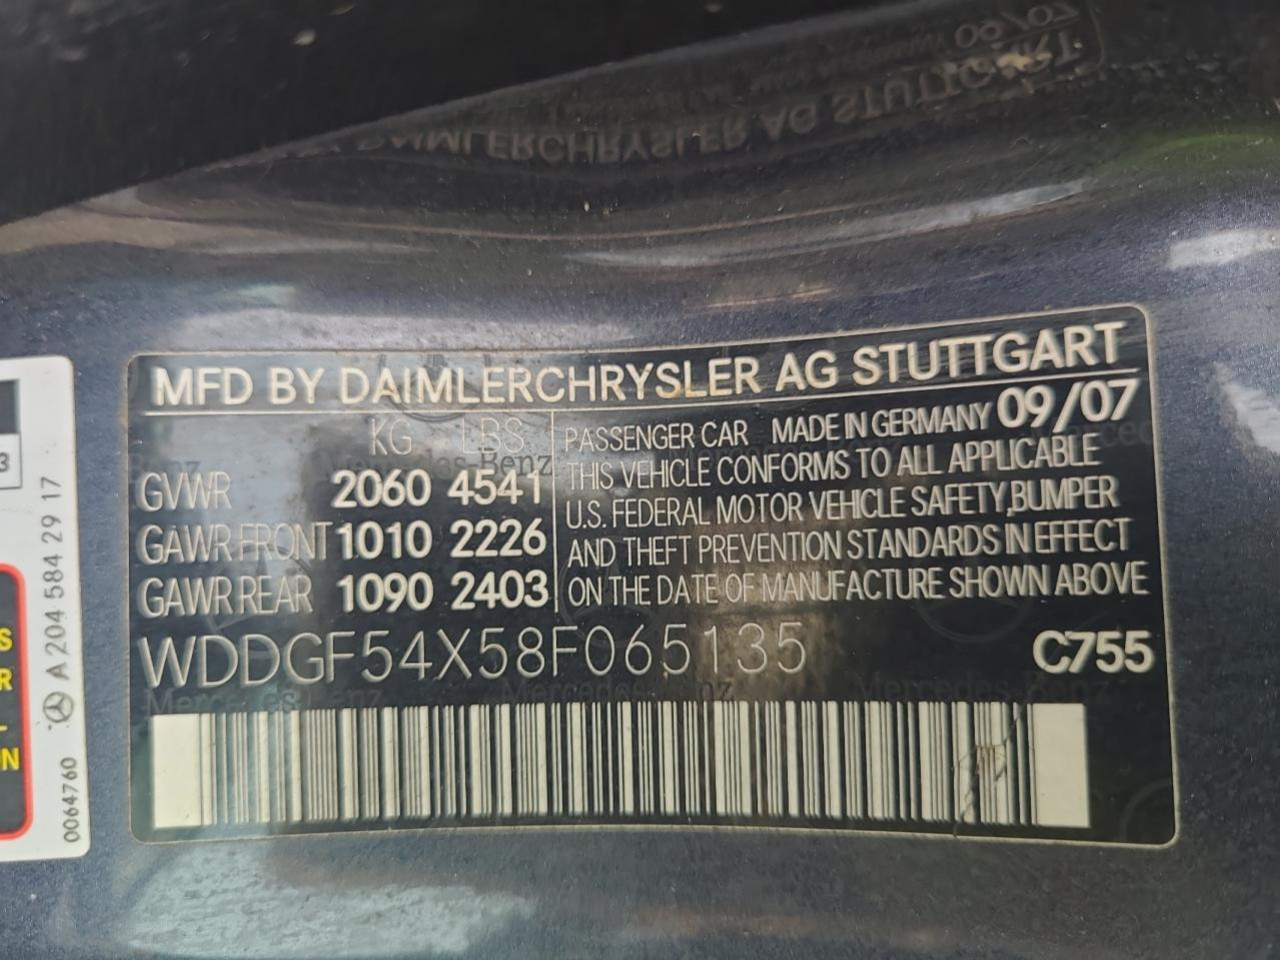 MFD BY DAIMLERCHRYSLER AG STUTTGART
KG LBS
GVWR 2060 4541
GAWR FRONT 1010 2226
GAWR REAR 1090 2403
PASSENGER CAR MADE IN GERMANY 09/07
THIS VEHICLE CONFORMS TO ALL APPLICABLE
U.S. FEDERAL MOTOR VEHICLE SAFETY,BUMPER
AND THEFT PREVENTION STANDARDS IN EFFECT
ON THE DATE OF MANUFACTURE SHOWN ABOVE
WDDGF54X58F065135 C755
Mercedes-Benz
0064760 A 204 584 29 17